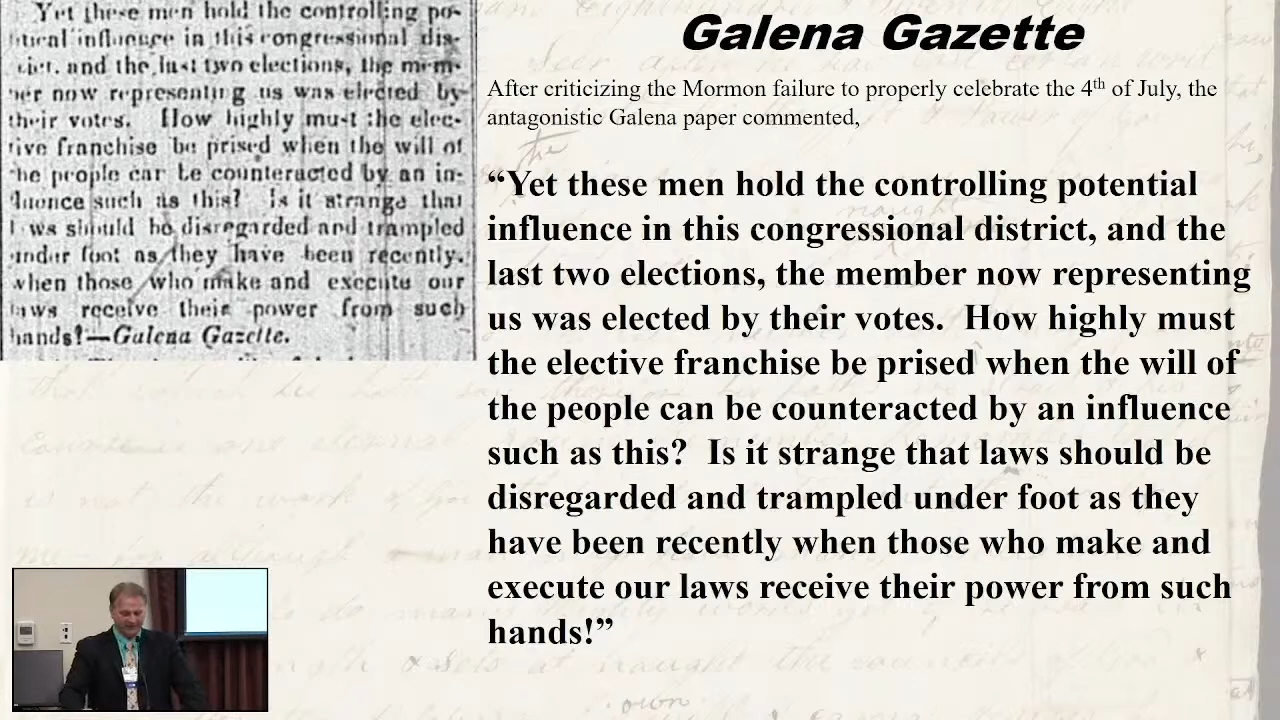 Yet these men hold the controlling po-
litical influence in this congressional dis-
trict, and the last two elections, the mem-
ber now representing us was elected by
their votes. How highly must the elec-
tive franchise be prised when the will of
the people can be counteracted by an in-
fluence such as this? Is it strange that
laws should be disregarded and trampled
under foot as they have been recently,
when those who make and execute our
laws receive their power from such
hands!—Galena Gazette.
Galena Gazette
After criticizing the Mormon failure to properly celebrate the 4th of July, the
antagonistic Galena paper commented,
“Yet these men hold the controlling potential
influence in this congressional district, and the
last two elections, the member now representing
us was elected by their votes.  How highly must
the elective franchise be prised when the will of
the people can be counteracted by an influence
such as this?  Is it strange that laws should be
disregarded and trampled under foot as they
have been recently when those who make and
execute our laws receive their power from such
hands!”